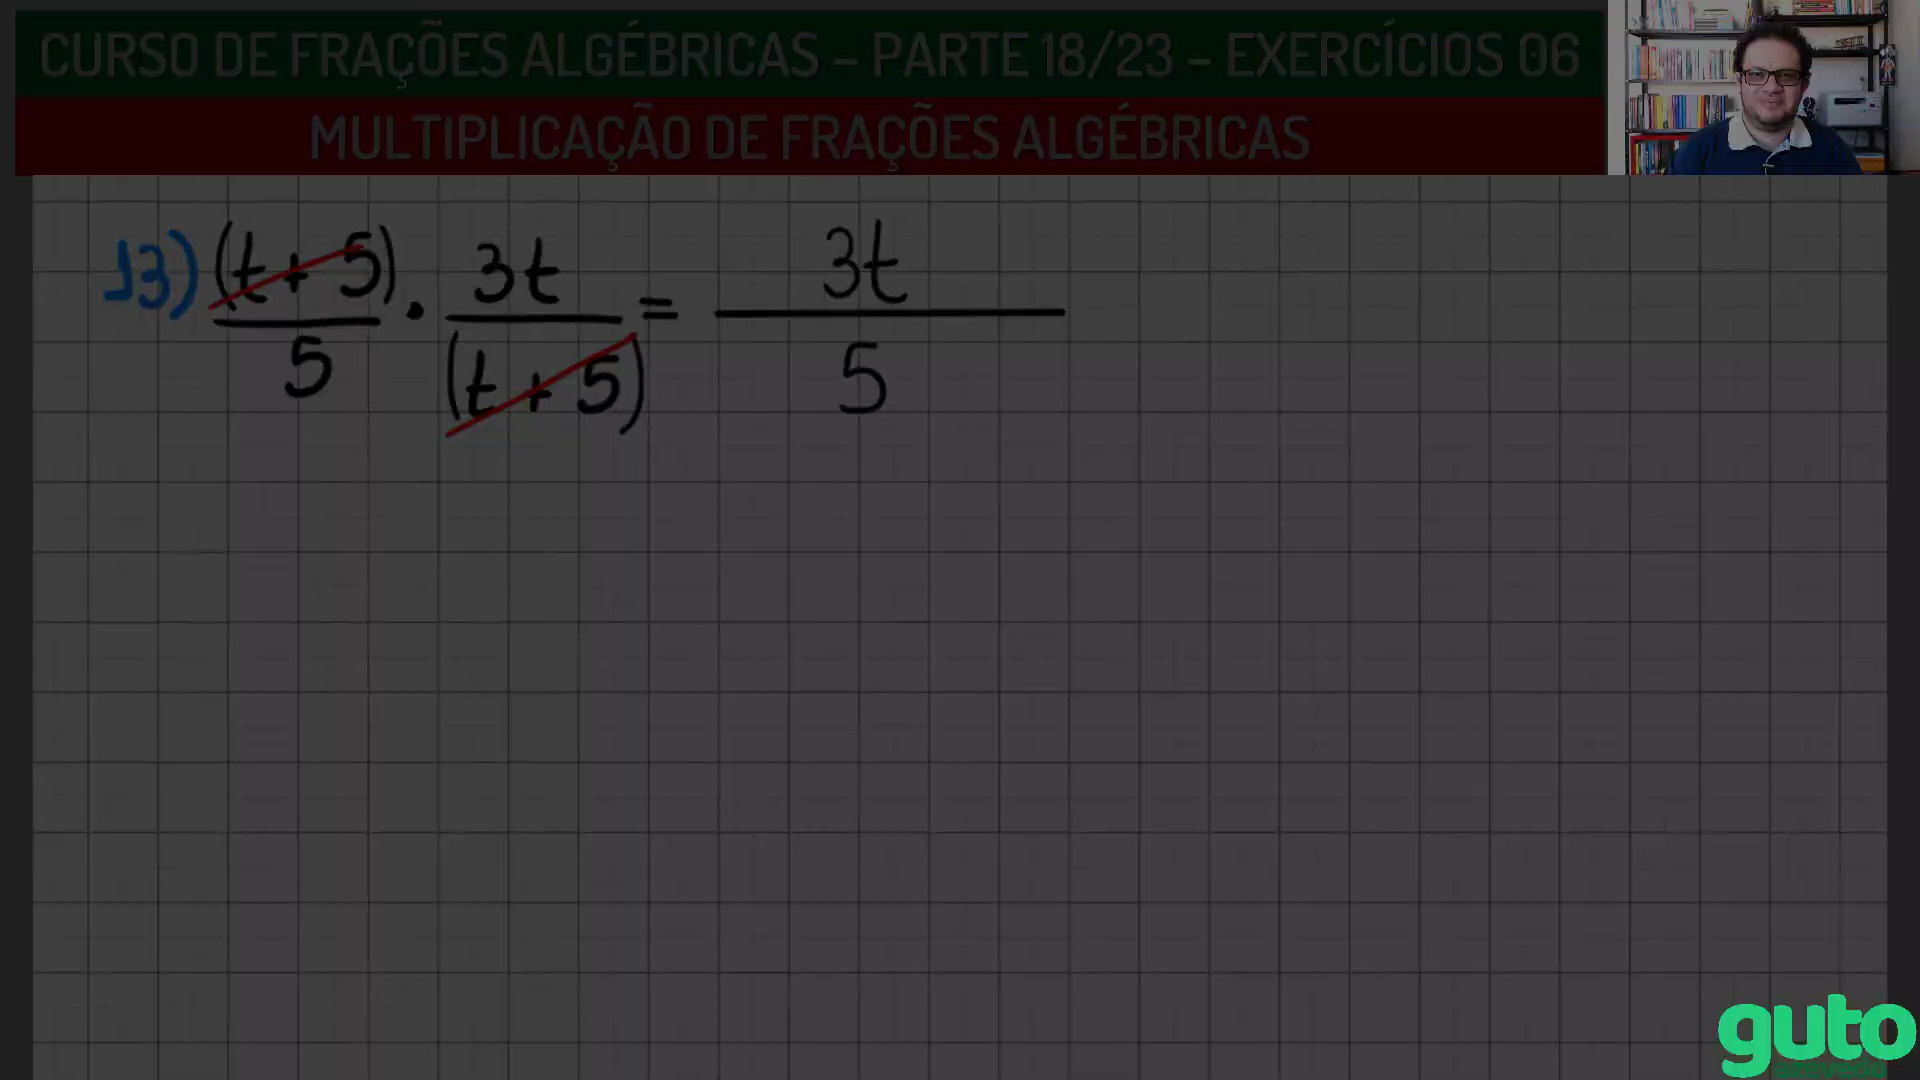 CURSO DE FRAÇÕES ALGÉBRICAS – PARTE 18/23 – EXERCÍCIOS 06
MULTIPLICAÇÃO DE FRAÇÕES ALGÉBRICAS
13) (t + 5)/5 · 3t/(t + 5) = 3t/5
guto
azevedo